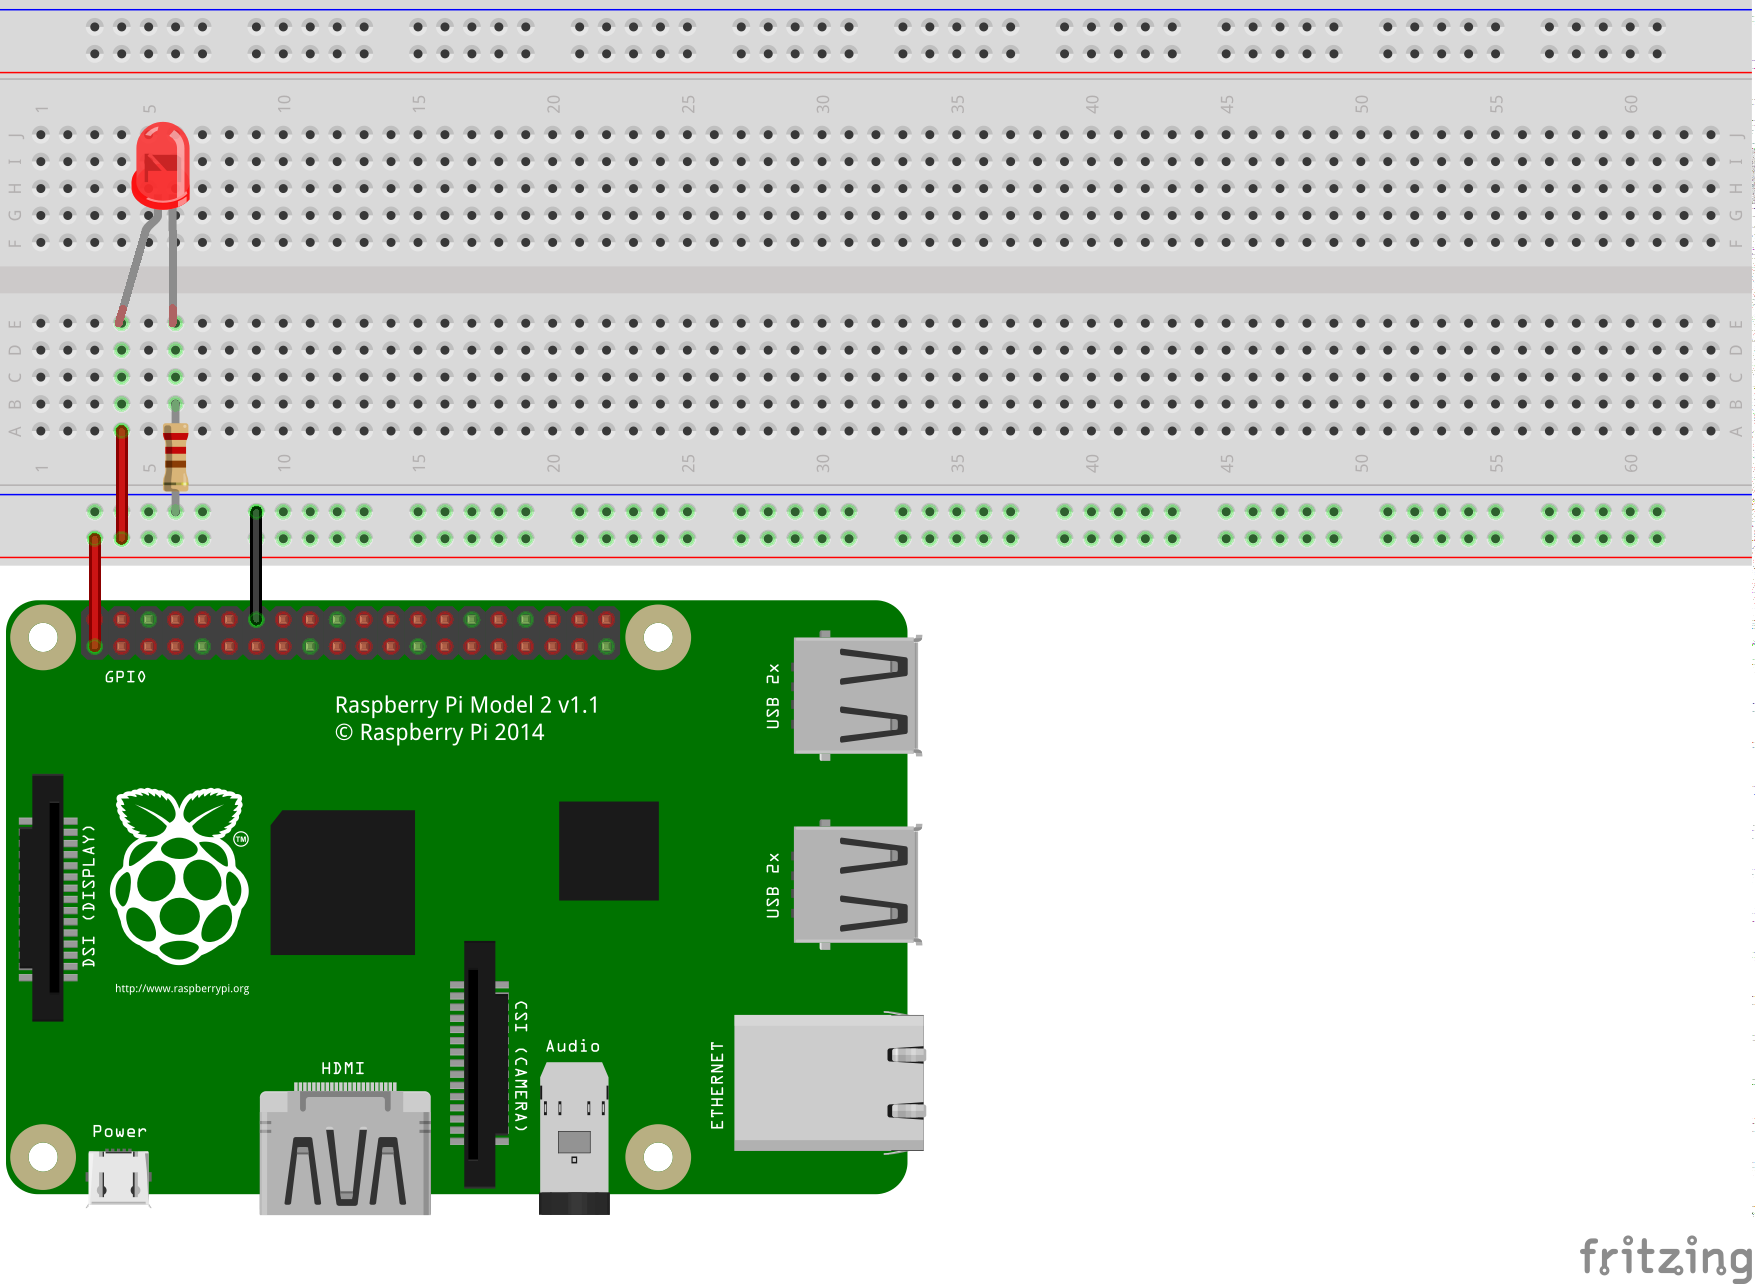 1 5 10 15 20 25 30 35 40 45 50 55 60
J J
I I
H H
G G
F F
E E
D D
C C
B B
A A
1 5 10 15 20 25 30 35 40 45 50 55 60
GPIO
Raspberry Pi Model 2 v1.1
© Raspberry Pi 2014
USB 2x
DSI (DISPLAY)
TM
USB 2x
http://www.raspberrypi.org
CSI (CAMERA)
Audio
ETHERNET
HDMI
Power
fritzing